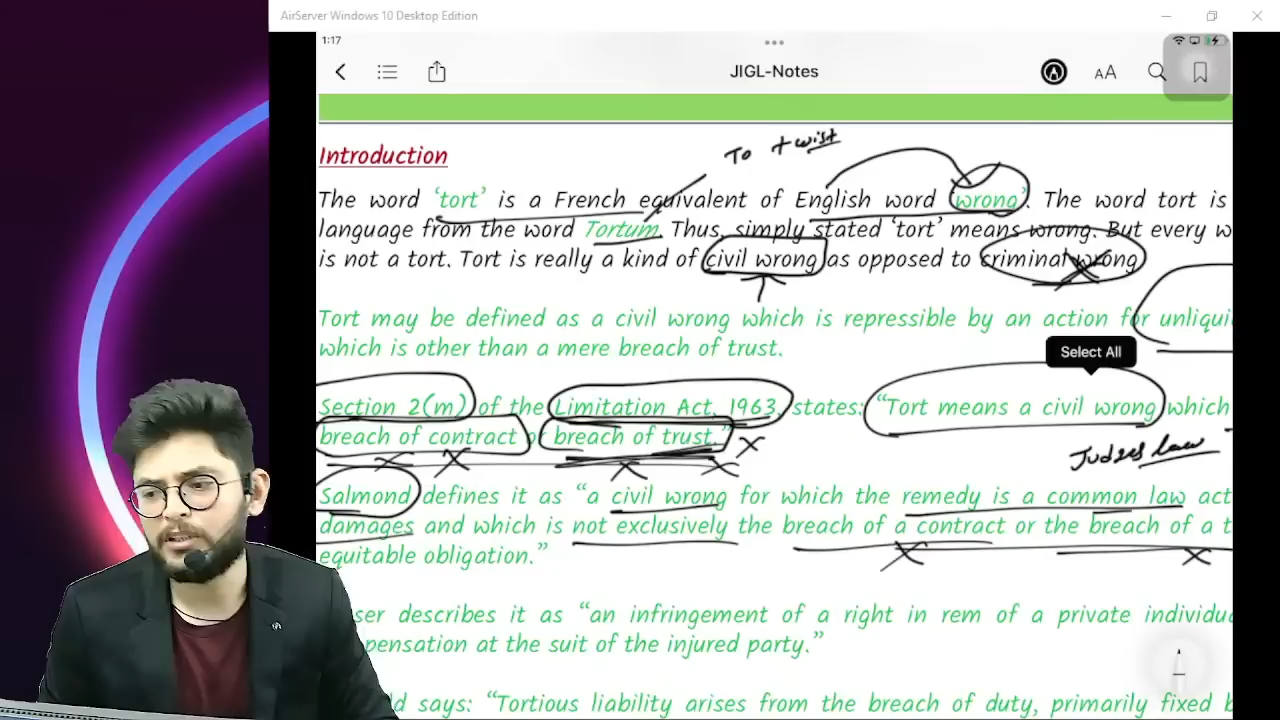 AirServer Windows 10 Desktop Edition
1:17
JIGL-Notes
AA
To twist
Introduction
The word ‘tort’ is a French equivalent of English word ‘wrong’. The word tort is
language from the word Tortum. Thus, simply stated ‘tort’ means wrong. But every w
is not a tort. Tort is really a kind of civil wrong as opposed to criminal wrong
Tort may be defined as a civil wrong which is repressible by an action for unliqui
which is other than a mere breach of trust.
Select All
Section 2(m) of the Limitation Act, 1963, states: “Tort means a civil wrong which
breach of contract or breach of trust.”
Judges law
Salmond defines it as “a civil wrong for which the remedy is a common law act
damages and which is not exclusively the breach of a contract or the breach of a t
equitable obligation.”
ser describes it as “an infringement of a right in rem of a private individu
pensation at the suit of the injured party.”
d says: “Tortious liability arises from the breach of duty, primarily fixed b